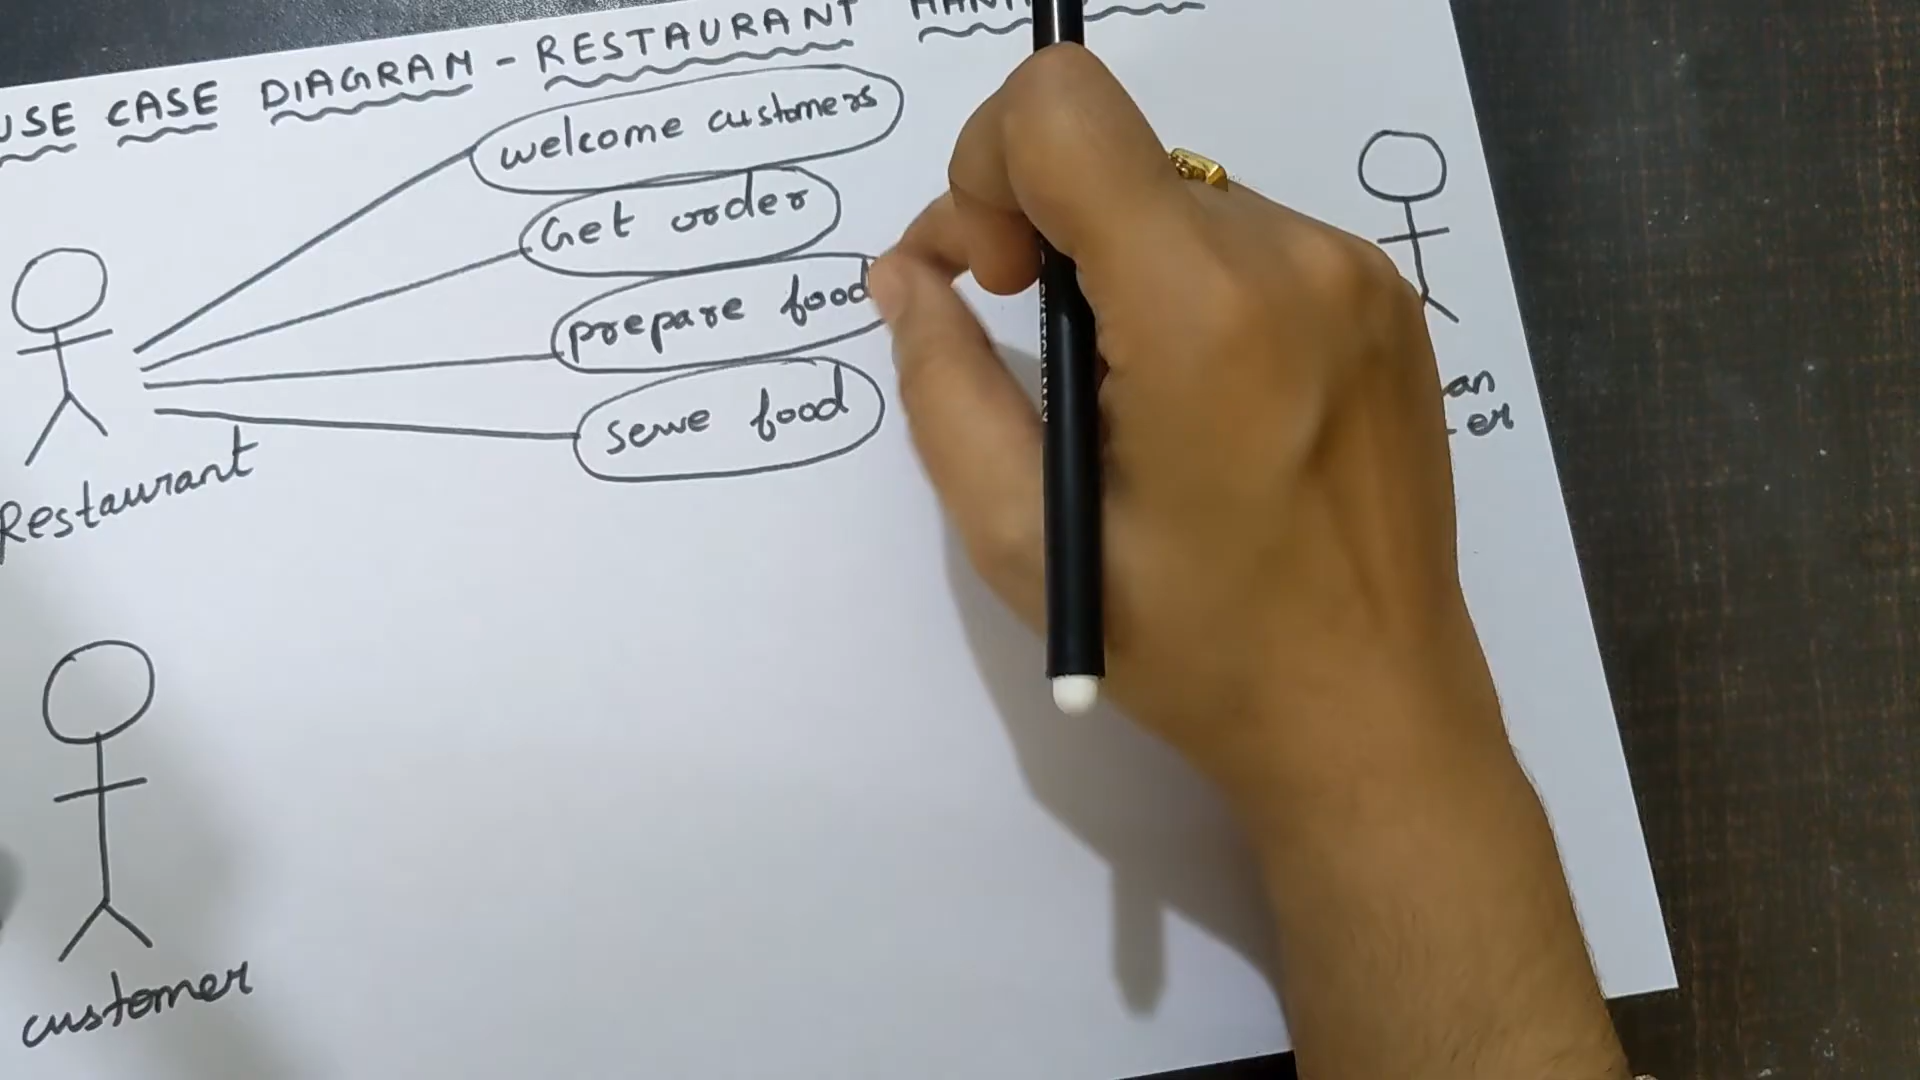 USE CASE DIAGRAM - RESTAURANT
welcome customers
Get order
prepare food
serve food
Restaurant
customer